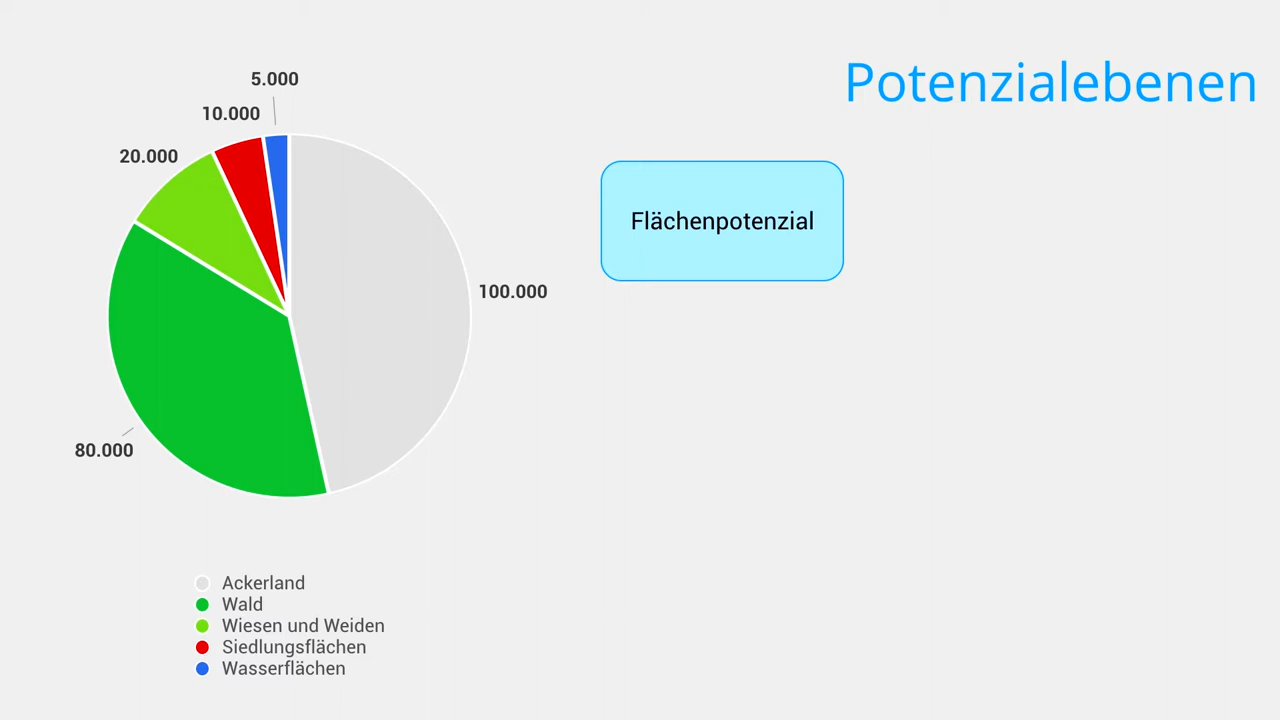 Potenzialebenen
5.000
10.000
20.000
100.000
80.000
Flächenpotenzial
Ackerland
Wald
Wiesen und Weiden
Siedlungsflächen
Wasserflächen